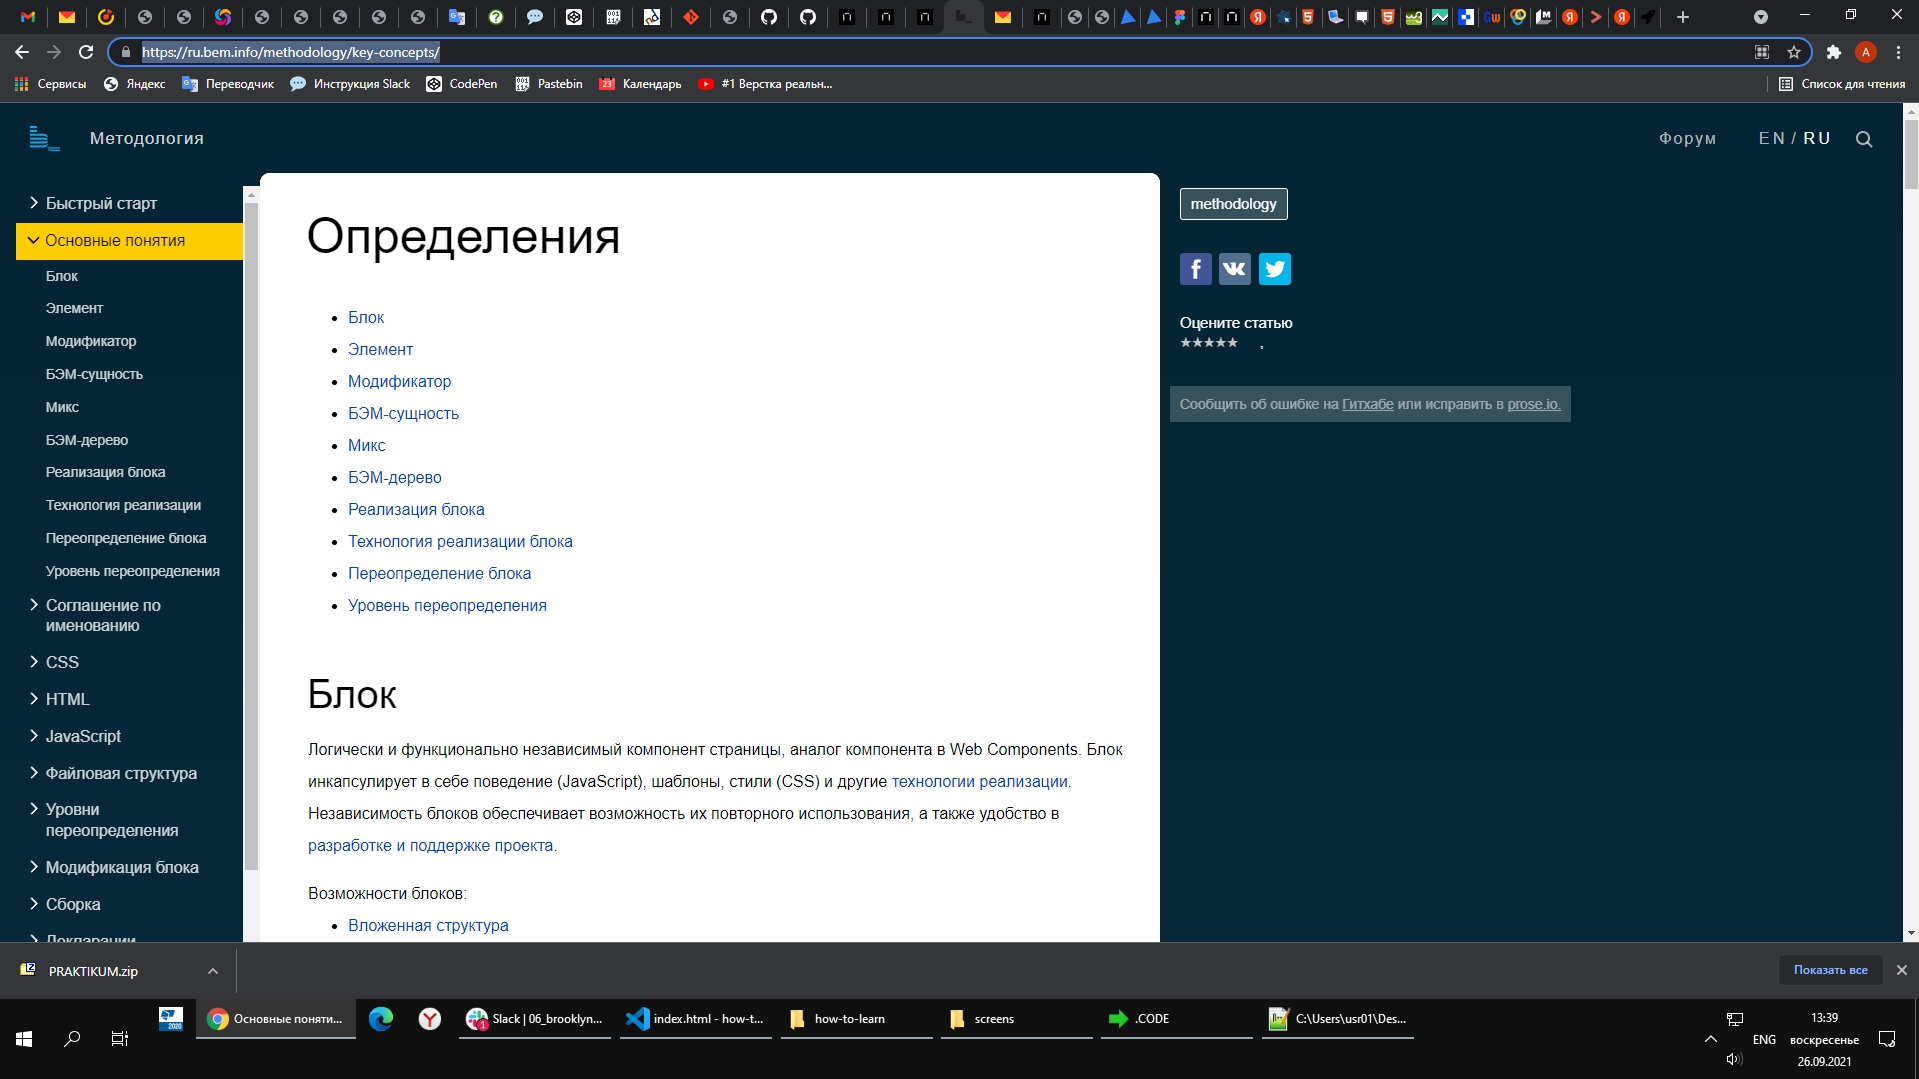 https://ru.bem.info/methodology/key-concepts/
A
Сервисы
Яндекс
Переводчик
Инструкция Slack
CodePen
Pastebin
Календарь
#1 Верстка реальн...
Список для чтения
Методология
Форум
EN / RU
Быстрый старт
Основные понятия
Блок
Элемент
Модификатор
БЭМ-сущность
Микс
БЭМ-дерево
Реализация блока
Технология реализации
Переопределение блока
Уровень переопределения
Соглашение по
именованию
CSS
HTML
JavaScript
Файловая структура
Уровни
переопределения
Модификация блока
Сборка
Декларации
Определения
Блок
Элемент
Модификатор
БЭМ-сущность
Микс
БЭМ-дерево
Реализация блока
Технология реализации блока
Переопределение блока
Уровень переопределения
Блок
Логически и функционально независимый компонент страницы, аналог компонента в Web Components. Блок
инкапсулирует в себе поведение (JavaScript), шаблоны, стили (CSS) и другие технологии реализации.
Независимость блоков обеспечивает возможность их повторного использования, а также удобство в
разработке и поддержке проекта.
Возможности блоков:
Вложенная структура
methodology
Оцените статью
★★★★★ ,
Сообщить об ошибке на Гитхабе или исправить в prose.io.
PRAKTIKUM.zip
Показать все
2020
Основные поняти...
Slack | 06_brooklyn...
index.html - how-t...
how-to-learn
screens
.CODE
C:\Users\usr01\Des...
ENG
13:39
воскресенье
26.09.2021